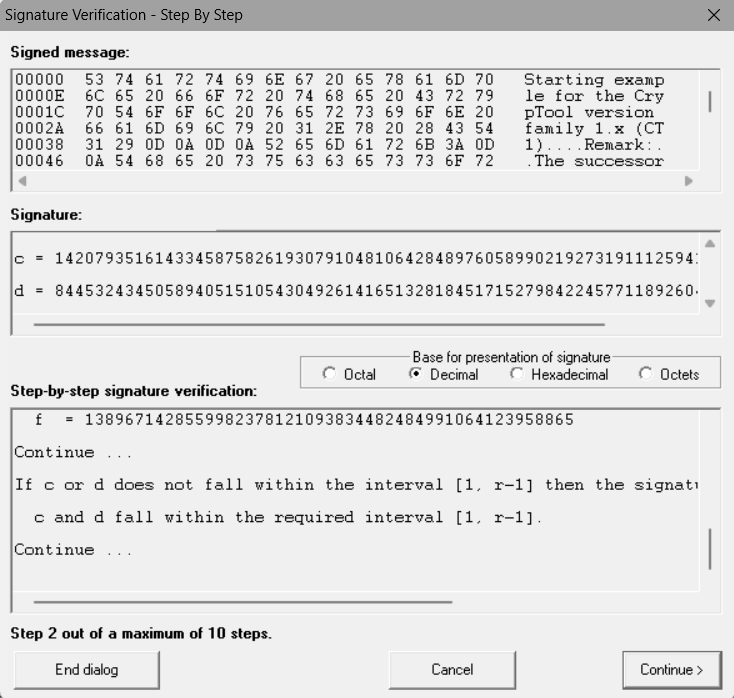 Signature Verification - Step By Step
Signed message:
00000 53 74 61 72 74 69 6E 67 20 65 78 61 6D 70 Starting examp
0000E 6C 65 20 66 6F 72 20 74 68 65 20 43 72 79 le for the Cry
0001C 70 54 6F 6F 6C 20 76 65 72 73 69 6F 6E 20 pTool version
0002A 66 61 6D 69 6C 79 20 31 2E 78 20 28 43 54 family 1.x (CT
00038 31 29 0D 0A 0D 0A 52 65 6D 61 72 6B 3A 0D 1)....Remark:.
00046 0A 54 68 65 20 73 75 63 63 65 73 73 6F 72 .The successor
Signature:
c = 1420793516143345875826193079104810642848976058990219273191112594
d = 84453243450589405151054304926141651328184517152798422457711892604
Base for presentation of signature
Octal Decimal Hexadecimal Octets
Step-by-step signature verification:
f = 1389671428559982378121093834482484991064123958865
Continue ...
If c or d does not fall within the interval [1, r-1] then the signatu
c and d fall within the required interval [1, r-1].
Continue ...
Step 2 out of a maximum of 10 steps.
End dialog Cancel Continue >